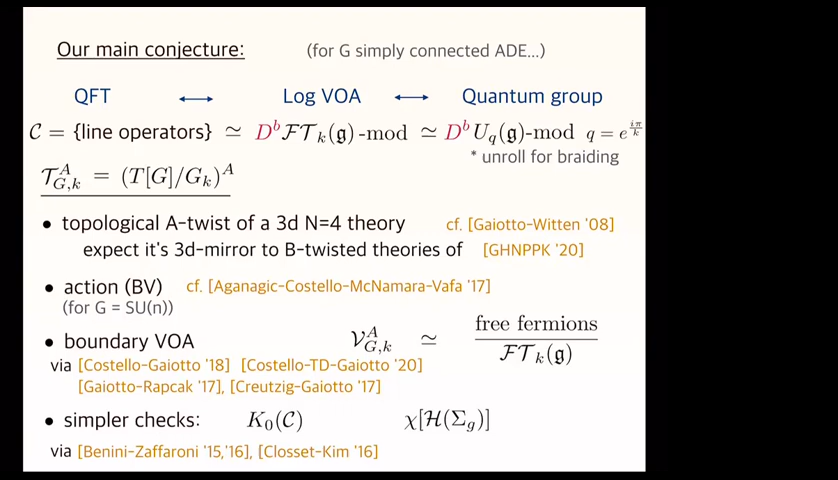 Our main conjecture: (for G simply connected ADE...)
QFT ⟷ Log VOA ⟷ Quantum group
𝒞 = {line operators} ≃ D^b ℱ𝒯_k(𝔤)-mod ≃ D^b U_q(𝔤)-mod q = e^{iπ/k}
* unroll for braiding
𝒯^A_{G,k} = (T[G]/G_k)^A
• topological A-twist of a 3d N=4 theory cf. [Gaiotto-Witten '08]
expect it's 3d-mirror to B-twisted theories of [GHNPPK '20]
• action (BV) cf. [Aganagic-Costello-McNamara-Vafa '17]
(for G = SU(n))
• boundary VOA 𝒱^A_{G,k} ≃ free fermions / ℱ𝒯_k(𝔤)
via [Costello-Gaiotto '18] [Costello-TD-Gaiotto '20]
[Gaiotto-Rapcak '17], [Creutzig-Gaiotto '17]
• simpler checks: K_0(𝒞) χ[ℋ(Σ_g)]
via [Benini-Zaffaroni '15,'16], [Closset-Kim '16]